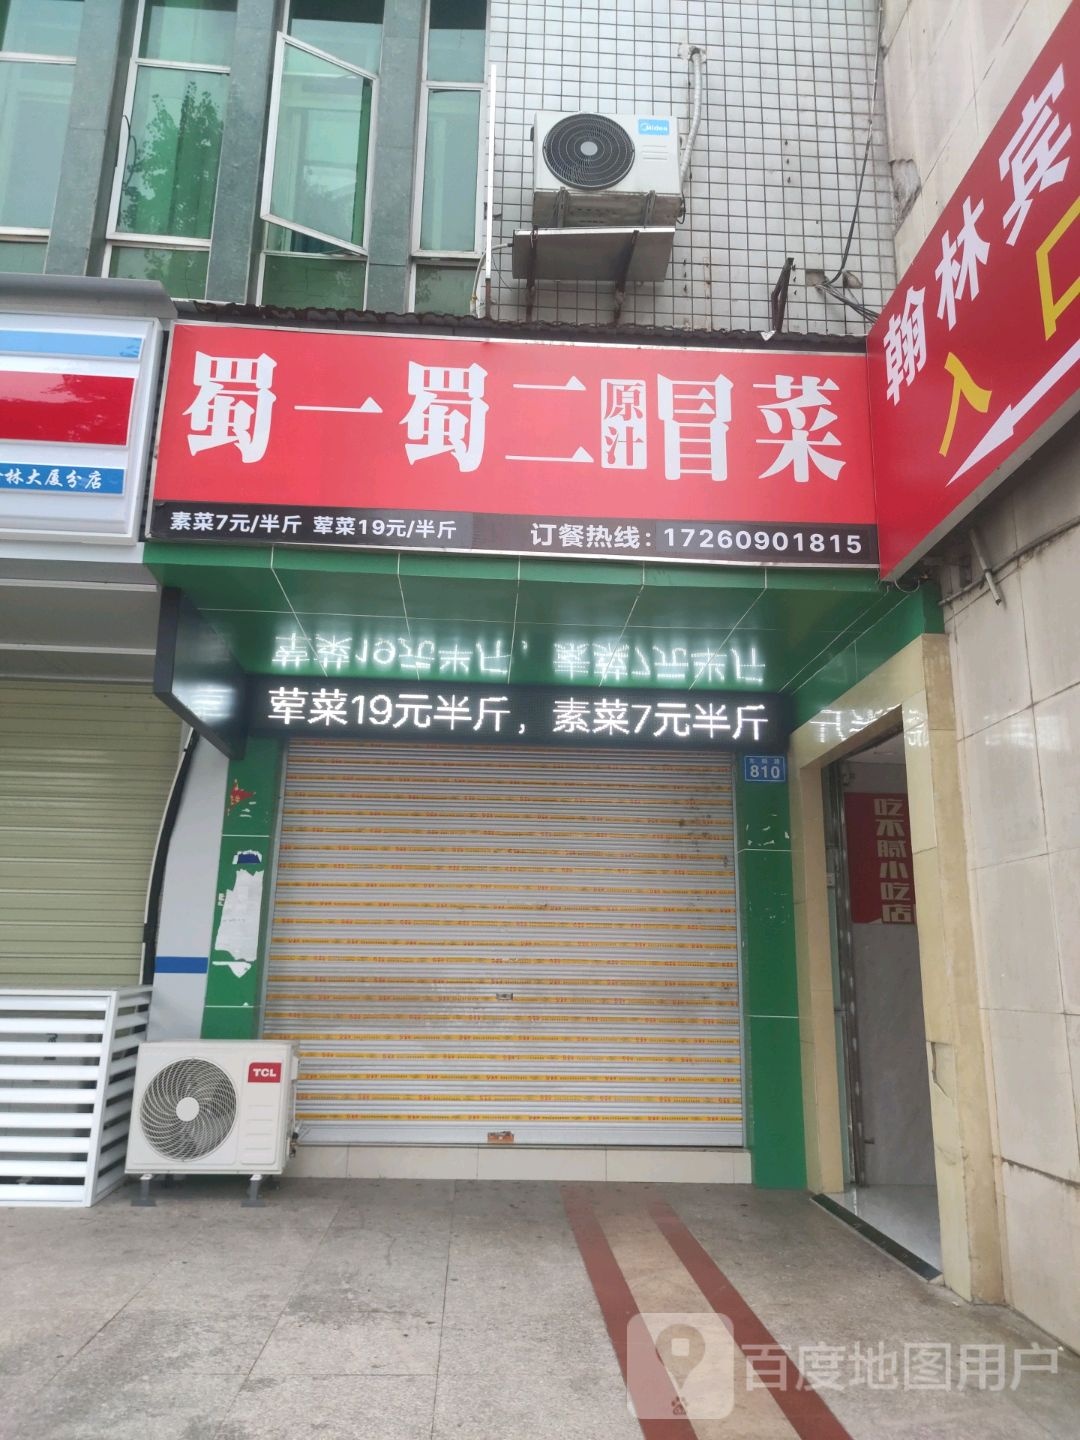 Midea
翰林宾
入口
蜀一蜀二原汁冒菜
林大厦分店
素菜7元/半斤 荤菜19元/半斤
订餐热线：17260901815
荤菜19元半斤，素菜7元半斤
810
吃不腻小吃店
TCL
百度地图用户